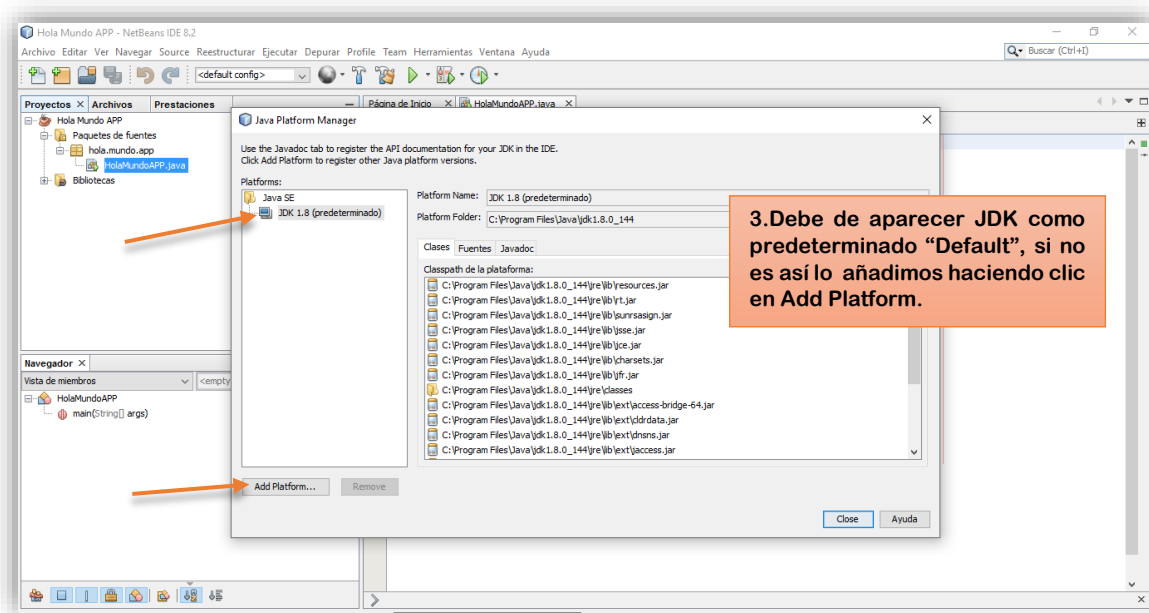 Hola Mundo APP - NetBeans IDE 8.2
Archivo Editar Ver Navegar Source Reestructurar Ejecutar Depurar Profile Team Herramientas Ventana Ayuda
Buscar (Ctrl+I)
<default config>
Proyectos Archivos Prestaciones
Página de Inicio HolaMundoAPP.java
Hola Mundo APP
Paquetes de fuentes
hola.mundo.app
HolaMundoAPP.java
Bibliotecas
Java Platform Manager
Use the Javadoc tab to register the API documentation for your JDK in the IDE.
Click Add Platform to register other Java platform versions.
Platforms:
Java SE
JDK 1.8 (predeterminado)
Platform Name: JDK 1.8 (predeterminado)
Platform Folder: C:\Program Files\Java\jdk1.8.0_144
Clases Fuentes Javadoc
Classpath de la plataforma:
C:\Program Files\Java\jdk1.8.0_144\jre\lib\resources.jar
C:\Program Files\Java\jdk1.8.0_144\jre\lib\rt.jar
C:\Program Files\Java\jdk1.8.0_144\jre\lib\sunrsasign.jar
C:\Program Files\Java\jdk1.8.0_144\jre\lib\jsse.jar
C:\Program Files\Java\jdk1.8.0_144\jre\lib\jce.jar
C:\Program Files\Java\jdk1.8.0_144\jre\lib\charsets.jar
C:\Program Files\Java\jdk1.8.0_144\jre\lib\jfr.jar
C:\Program Files\Java\jdk1.8.0_144\jre\classes
C:\Program Files\Java\jdk1.8.0_144\jre\lib\ext\access-bridge-64.jar
C:\Program Files\Java\jdk1.8.0_144\jre\lib\ext\cldrdata.jar
C:\Program Files\Java\jdk1.8.0_144\jre\lib\ext\dnsns.jar
C:\Program Files\Java\jdk1.8.0_144\jre\lib\ext\jaccess.jar
Add Platform... Remove
Close Ayuda
3.Debe de aparecer JDK como
predeterminado “Default”, si no
es así lo añadimos haciendo clic
en Add Platform.
Navegador
Vista de miembros <empty
HolaMundoAPP
main(String[] args)